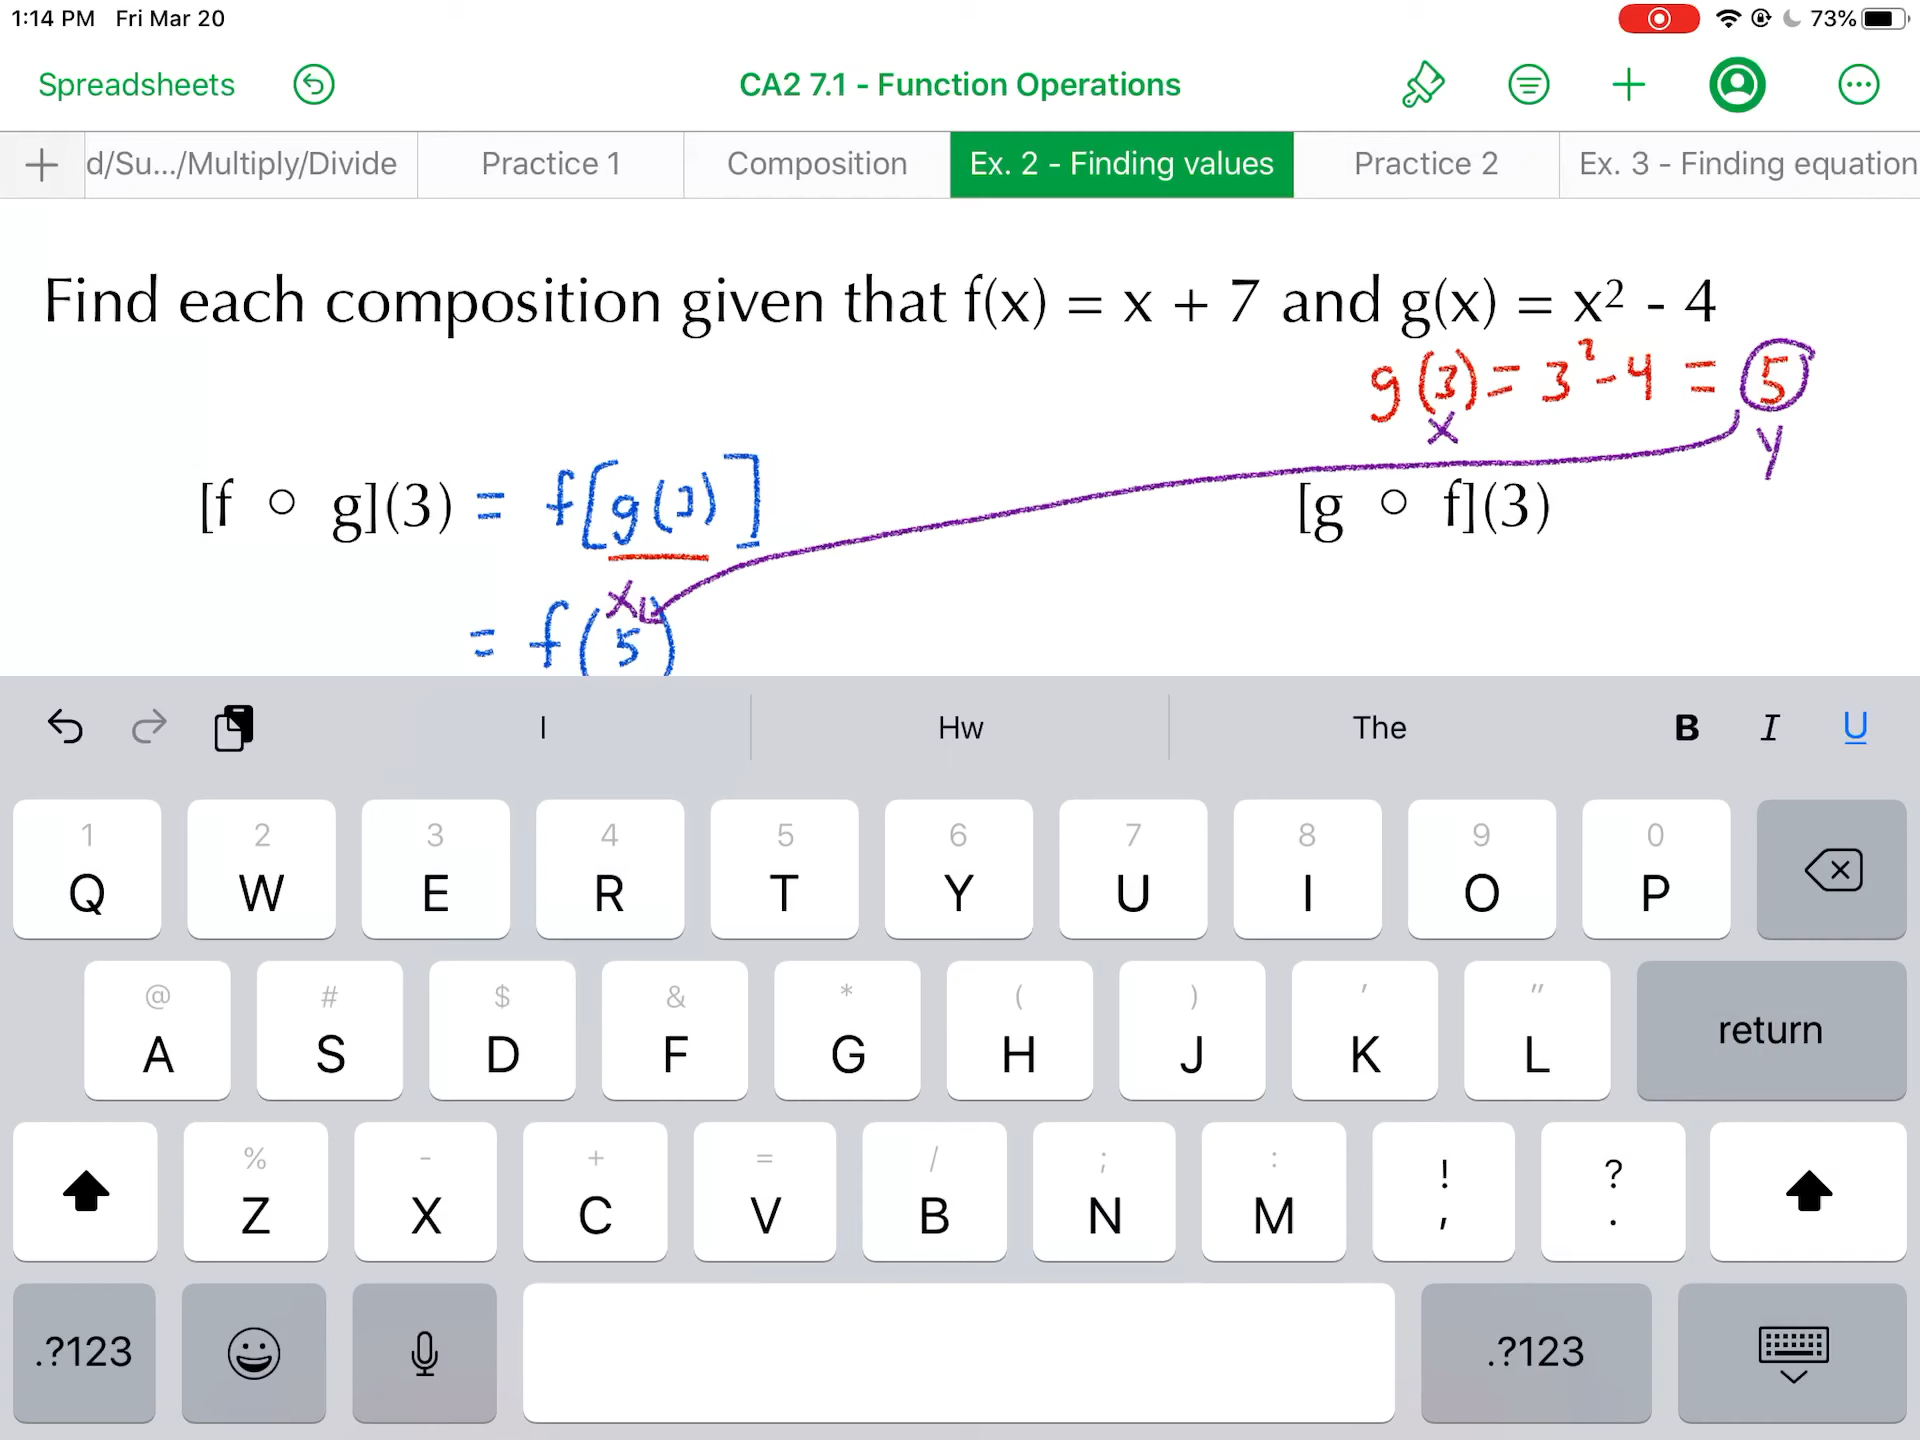 1:14 PM Fri Mar 20
73%
Spreadsheets
CA2 7.1 - Function Operations
d/Su.../Multiply/Divide
Practice 1
Composition
Ex. 2 - Finding values
Practice 2
Ex. 3 - Finding equation
Find each composition given that f(x) = x + 7 and g(x) = x² - 4
g(3) = 3² - 4 = 5
x
y
[f ∘ g](3) = f[g(3)]
[g ∘ f](3)
x
= f(5)
I
Hw
The
B I U
1 2 3 4 5 6 7 8 9 0
Q W E R T Y U I O P
@ # $ & * ( ) ' "
A S D F G H J K L
return
% - + = / ; : ! ?
Z X C V B N M , .
.?123
.?123